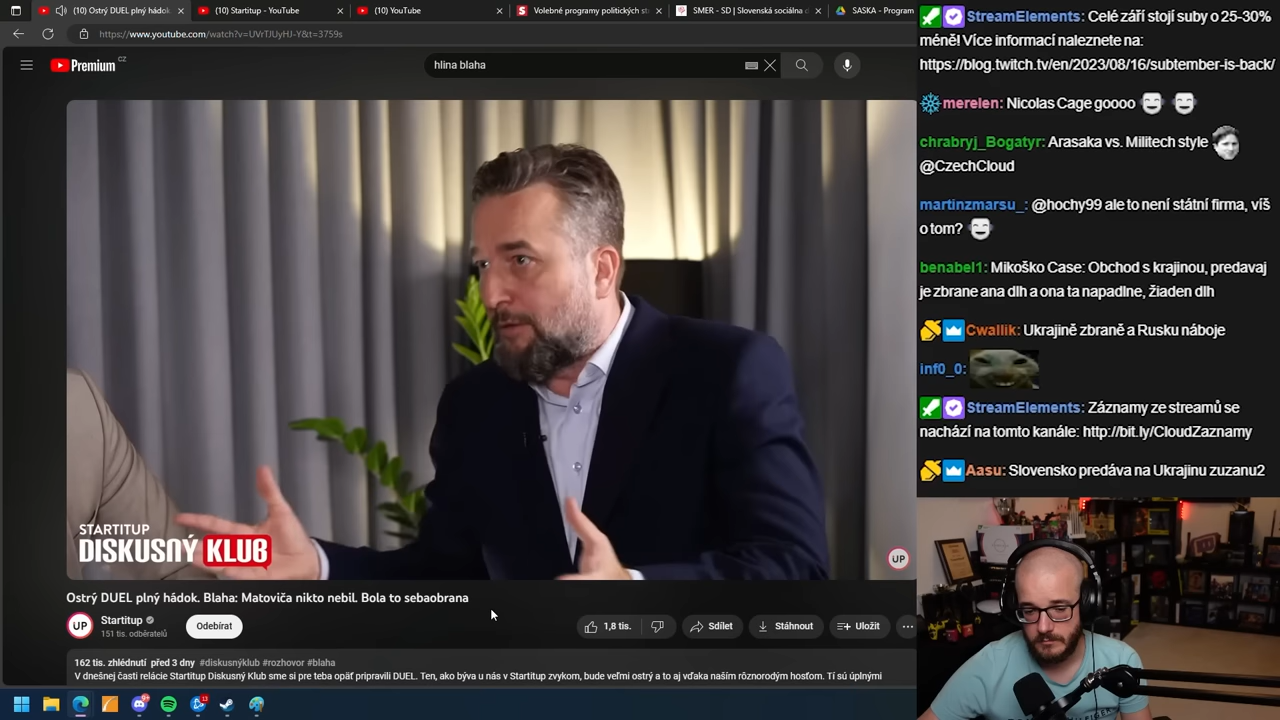 (10) Ostrý DUEL plný hádok
(10) Startitup - YouTube
(10) YouTube
Volebné programy politických st
SMER - SD | Slovenská sociálna d
SASKA - Program
https://www.youtube.com/watch?v=UVrTJUyHJ-Y&t=3759s
Premium CZ
hlina blaha
STARTITUP
DISKUSNÝ KLUB
UP
Ostrý DUEL plný hádok. Blaha: Matoviča nikto nebil. Bola to sebaobrana
UP
Startitup
151 tis. odběratelů
Odebírat
1,8 tis.
Sdílet
Stáhnout
Uložit
162 tis. zhlédnutí před 3 dny #diskusnýklub #rozhovor #blaha
V dnešnej časti relácie Startitup Diskusný Klub sme si pre teba opäť pripravili DUEL. Ten, ako býva u nás v Startitup zvykom, bude veľmi ostrý a to aj vďaka naším rôznorodým hosťom. Tí sú úplnými
StreamElements: Celé září stojí suby o 25-30%
méně! Více informací naleznete na:
https://blog.twitch.tv/en/2023/08/16/subtember-is-back/
merelen: Nicolas Cage goooo
chrabryj_Bogatyr: Arasaka vs. Militech style
@CzechCloud
martinzmarsu_: @hochy99 ale to není státní firma, víš
o tom?
benabel1: Mikoško Case: Obchod s krajinou, predavaj
je zbrane ana dlh a ona ta napadlne, žiaden dlh
Cwallik: Ukrajině zbraně a Rusku náboje
inf0_0:
StreamElements: Záznamy ze streamů se
nachází na tomto kanále: http://bit.ly/CloudZaznamy
Aasu: Slovensko predáva na Ukrajinu zuzanu2